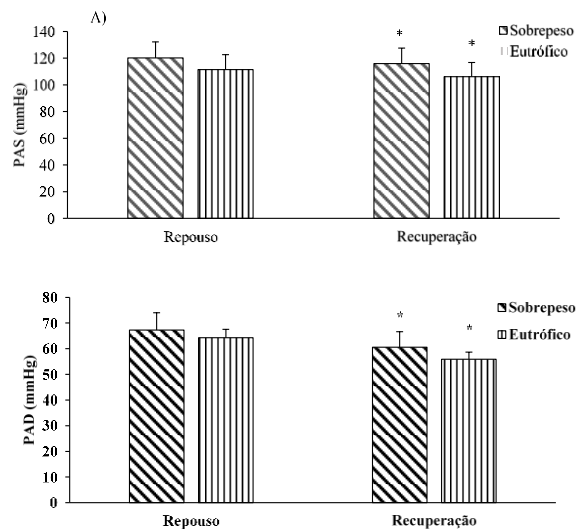 A)
PAS (mmHg)
140
120
100
80
60
40
20
0
* *
Sobrepeso
Eutrófico
Repouso
Recuperação
PAD (mmHg)
80
70
60
50
40
30
20
10
0
* *
Sobrepeso
Eutrófico
Repouso
Recuperação